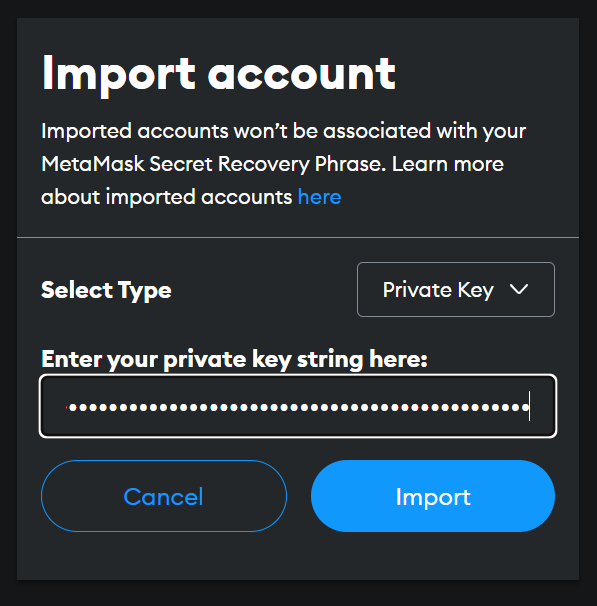 Import account
Imported accounts won’t be associated with your
MetaMask Secret Recovery Phrase. Learn more
about imported accounts here
Select Type
Private Key
Enter your private key string here:
Cancel
Import